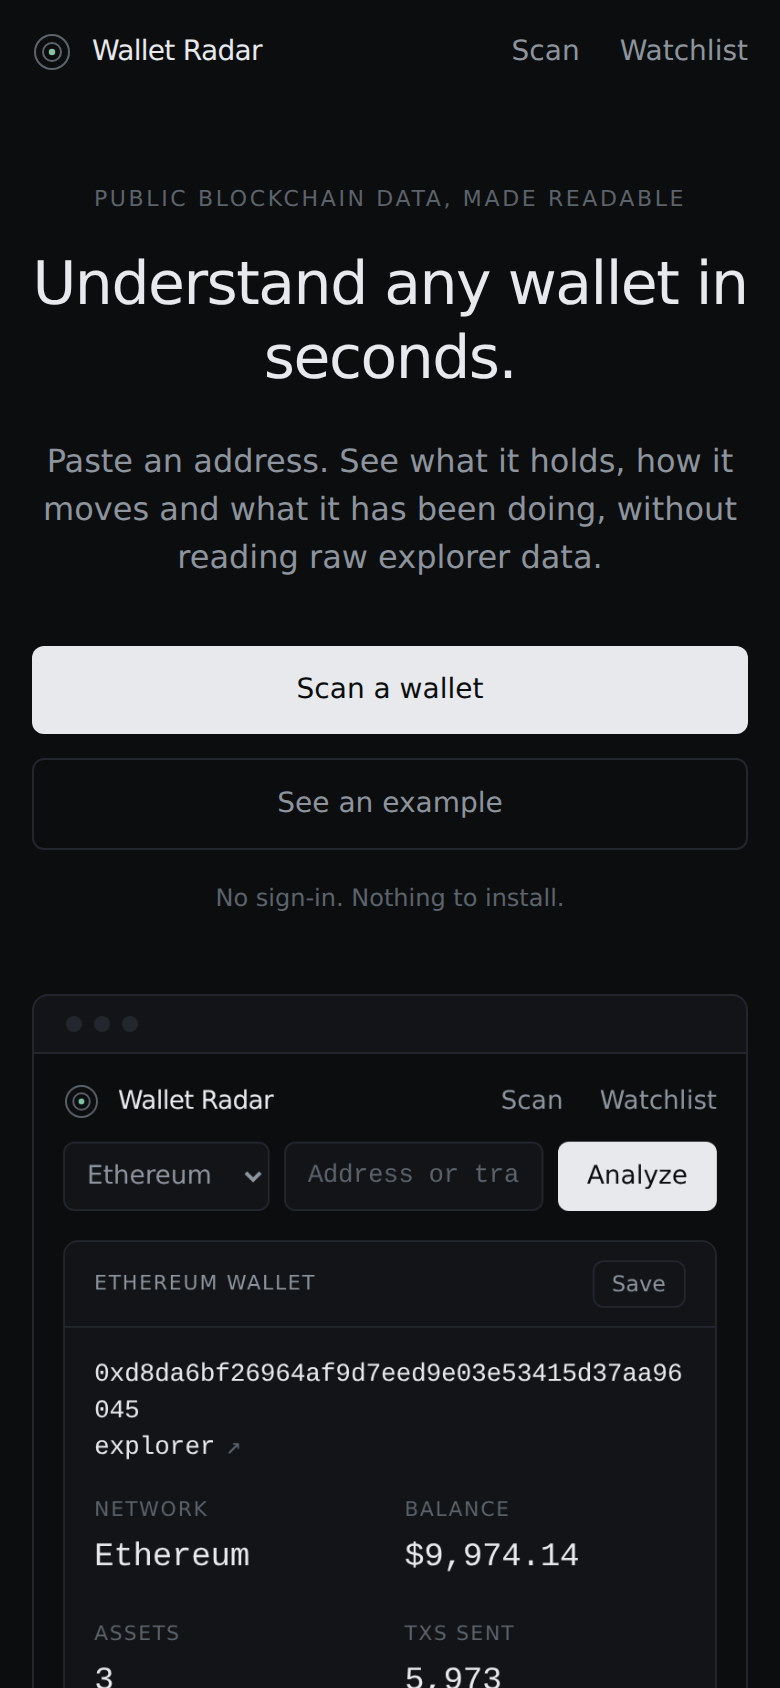 Wallet Radar Scan Watchlist
PUBLIC BLOCKCHAIN DATA, MADE READABLE
Understand any wallet in
seconds.
Paste an address. See what it holds, how it
moves and what it has been doing, without
reading raw explorer data.
Scan a wallet
See an example
No sign-in. Nothing to install.
Wallet Radar Scan Watchlist
Ethereum Address or tra Analyze
ETHEREUM WALLET Save
0xd8da6bf26964af9d7eed9e03e53415d37aa96
045
explorer ↗
NETWORK BALANCE
Ethereum $9,974.14
ASSETS TXS SENT
3 5,973